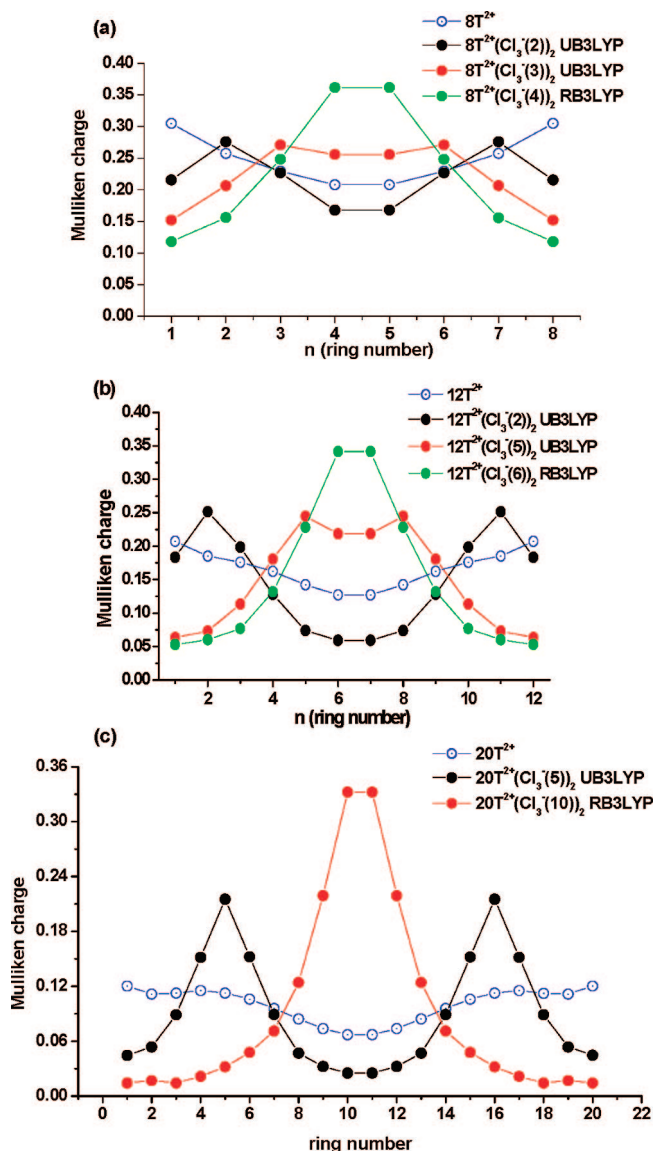 (a)
8T²⁺
8T²⁺(Cl₃⁻(2))₂ UB3LYP
8T²⁺(Cl₃⁻(3))₂ UB3LYP
8T²⁺(Cl₃⁻(4))₂ RB3LYP
0.40
0.35
0.30
0.25
0.20
0.15
0.10
0.05
0.00
Mulliken charge
1 2 3 4 5 6 7 8
n (ring number)
(b)
12T²⁺
12T²⁺(Cl₃⁻(2))₂ UB3LYP
12T²⁺(Cl₃⁻(5))₂ UB3LYP
12T²⁺(Cl₃⁻(6))₂ RB3LYP
0.40
0.35
0.30
0.25
0.20
0.15
0.10
0.05
0.00
Mulliken charge
2 4 6 8 10 12
n (ring number)
(c)
20T²⁺
20T²⁺(Cl₃⁻(5))₂ UB3LYP
20T²⁺(Cl₃⁻(10))₂ RB3LYP
0.36
0.30
0.24
0.18
0.12
0.06
0.00
Mulliken charge
0 2 4 6 8 10 12 14 16 18 20 22
ring number